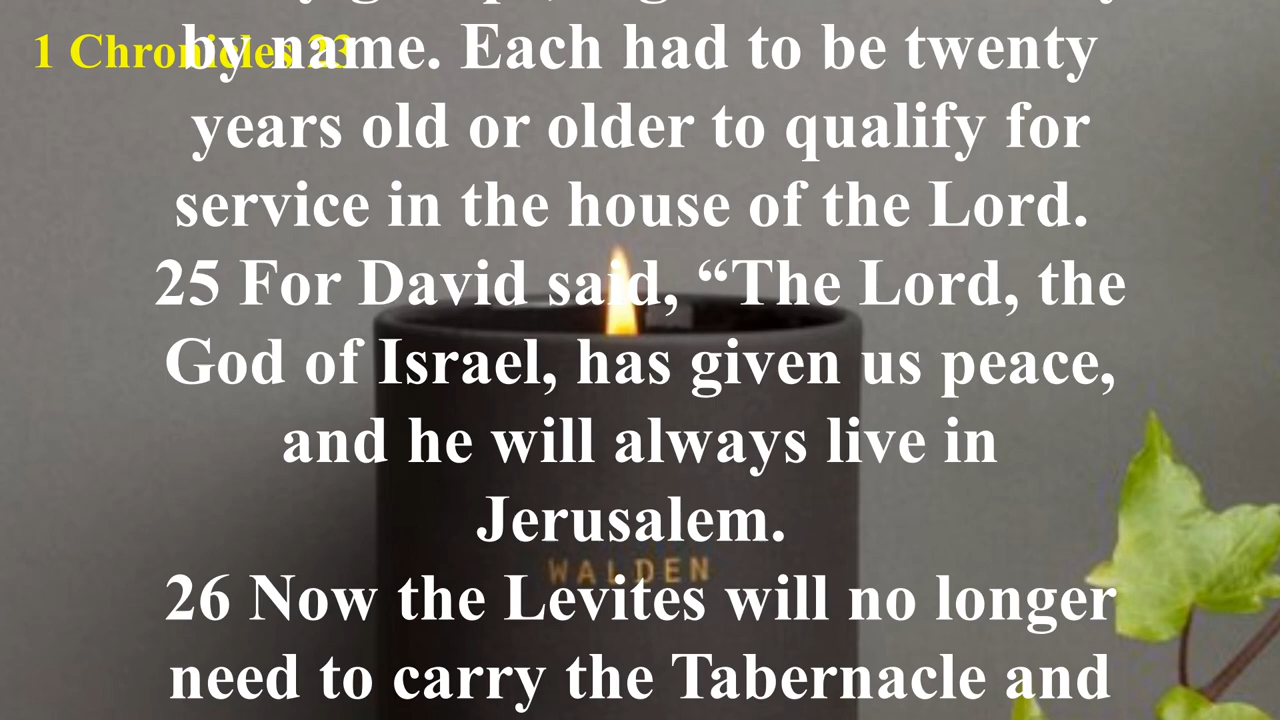 1 Chronicles 23
by name. Each had to be twenty
years old or older to qualify for
service in the house of the Lord.
25 For David said, “The Lord, the
God of Israel, has given us peace,
and he will always live in
Jerusalem.
WALDEN
26 Now the Levites will no longer
need to carry the Tabernacle and